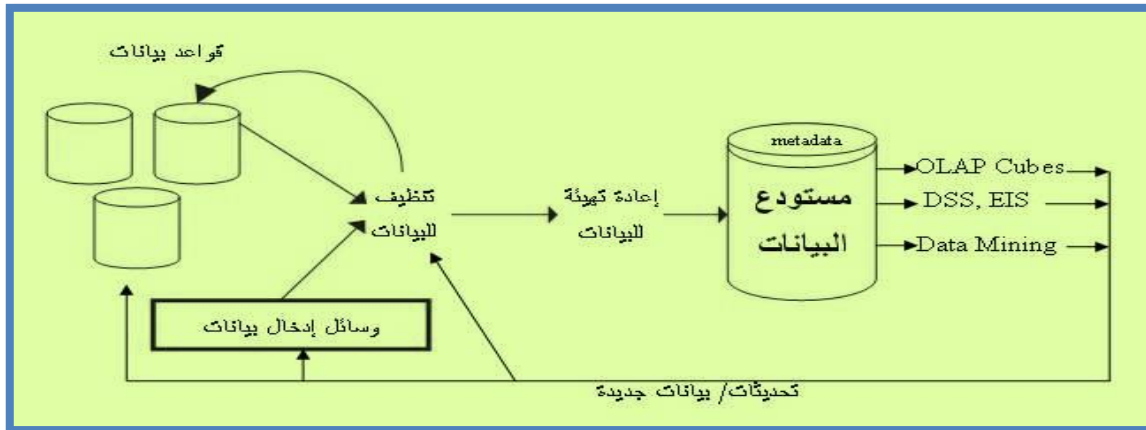 قواعد بيانات
metadata
مستودع
البيانات
OLAP Cubes
DSS, EIS
Data Mining
إعادة تهيئة
للبيانات
تنظيف
للبيانات
وسائل إدخال بيانات
تحديثات/ بيانات جديدة